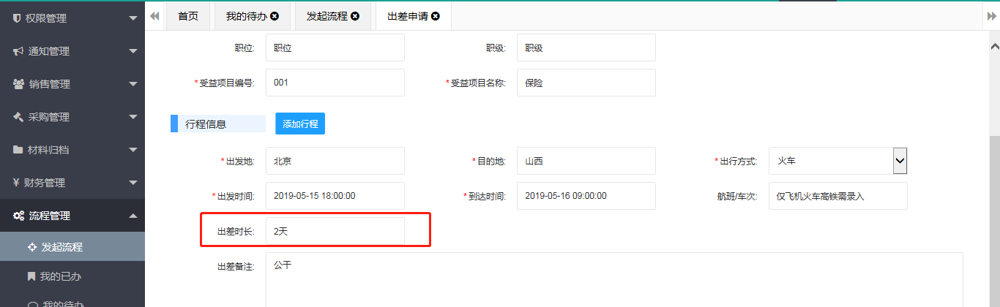 首页 我的待办 发起流程 出差申请
权限管理
通知管理
销售管理
采购管理
材料归档
¥ 财务管理
流程管理
发起流程
我的已办
我的待办
职位: 职位 职级: 职级
*受益项目编号: 001 *受益项目名称: 保险
行程信息 添加行程
*出发地: 北京 *目的地: 山西 *出行方式: 火车
*出发时间: 2019-05-15 18:00:00 *到达时间: 2019-05-16 09:00:00 航班/车次: 仅飞机火车高铁需录入
出差时长: 2天
出差备注: 公干